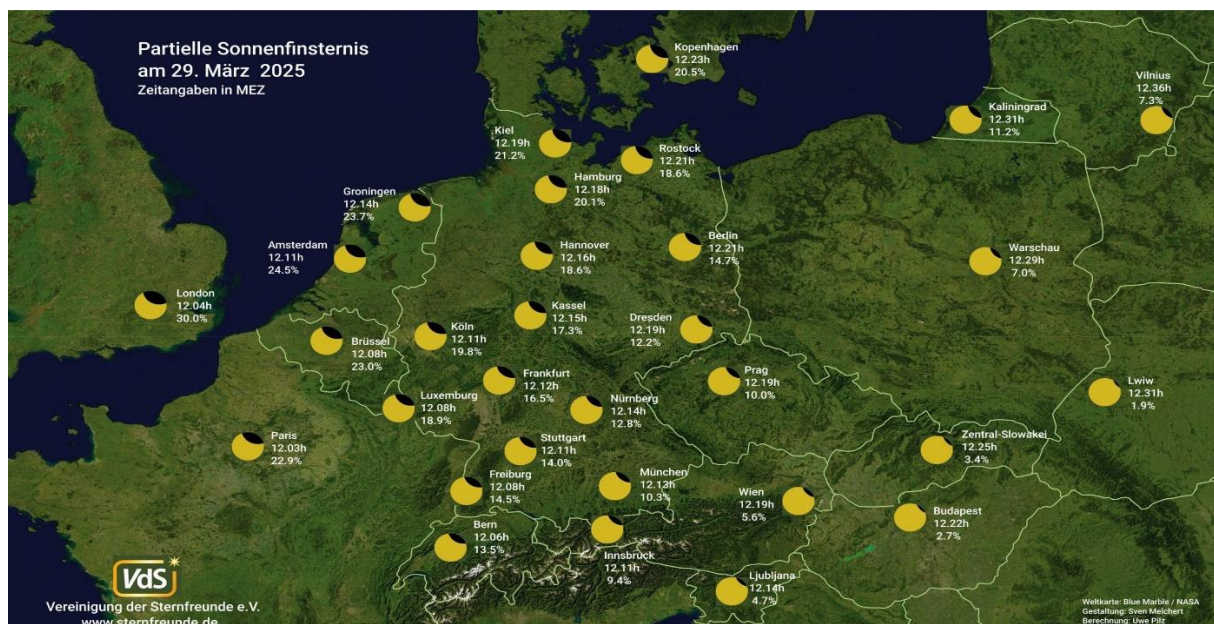 Partielle Sonnenfinsternis
am 29. März 2025
Zeitangaben in MEZ
Kopenhagen
12.23h
20.5%
Vilnius
12.36h
7.3%
Kaliningrad
12.31h
11.2%
Kiel
12.19h
21.2%
Rostock
12.21h
18.6%
Hamburg
12.18h
20.1%
Groningen
12.14h
23.7%
Amsterdam
12.11h
24.5%
Hannover
12.16h
18.6%
Berlin
12.21h
14.7%
Warschau
12.29h
7.0%
London
12.04h
30.0%
Brüssel
12.08h
23.0%
Köln
12.11h
19.8%
Kassel
12.15h
17.3%
Dresden
12.19h
12.2%
Frankfurt
12.12h
16.5%
Prag
12.19h
10.0%
Lwiw
12.31h
1.9%
Luxemburg
12.08h
18.9%
Nürnberg
12.14h
12.8%
Paris
12.03h
22.9%
Stuttgart
12.11h
14.0%
Zentral-Slowakei
12.25h
3.4%
Freiburg
12.08h
14.5%
München
12.13h
10.3%
Wien
12.19h
5.6%
Budapest
12.22h
2.7%
Bern
12.06h
13.5%
Innsbruck
12.11h
9.4%
Ljubljana
12.14h
4.7%
VdS
Vereinigung der Sternfreunde e.V.
www.sternfreunde.de
Weltkarte: Blue Marble / NASA
Gestaltung: Sven Melchert
Berechnung: Uwe Pilz